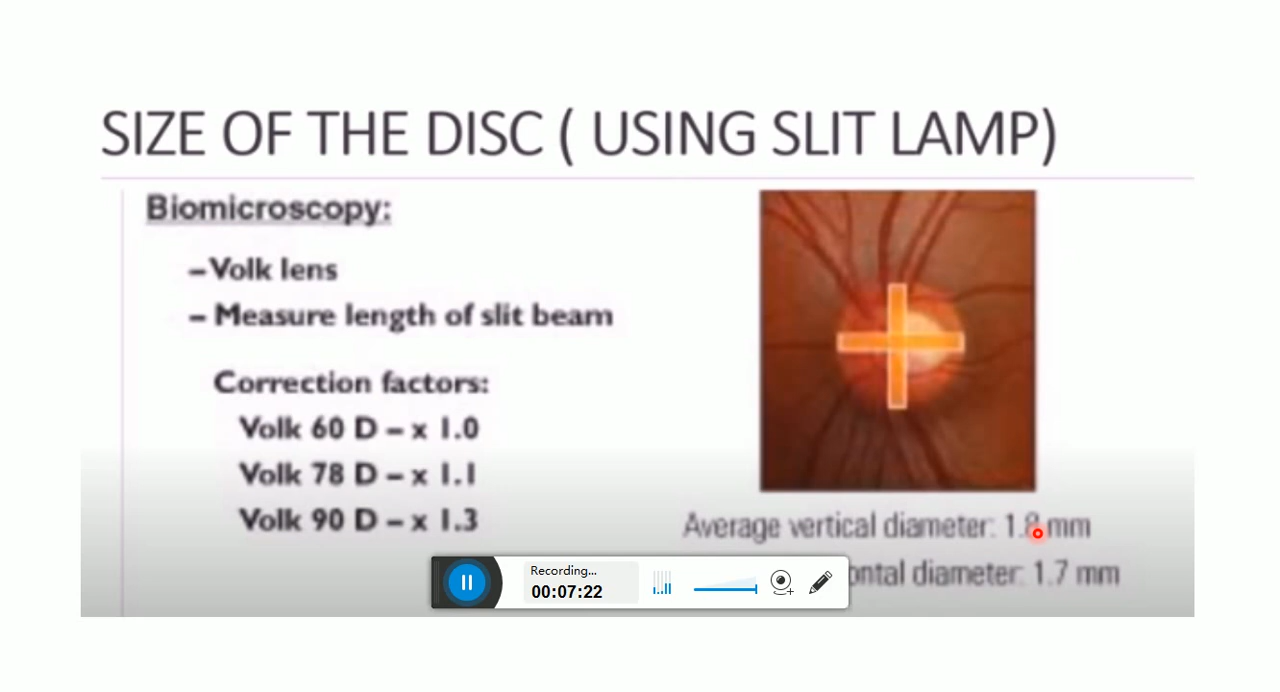 SIZE OF THE DISC ( USING SLIT LAMP)
Biomicroscopy:
– Volk lens
– Measure length of slit beam
Correction factors:
Volk 60 D – x 1.0
Volk 78 D – x 1.1
Volk 90 D – x 1.3
Average vertical diameter: 1.8 mm
ontal diameter: 1.7 mm
Recording...
00:07:22